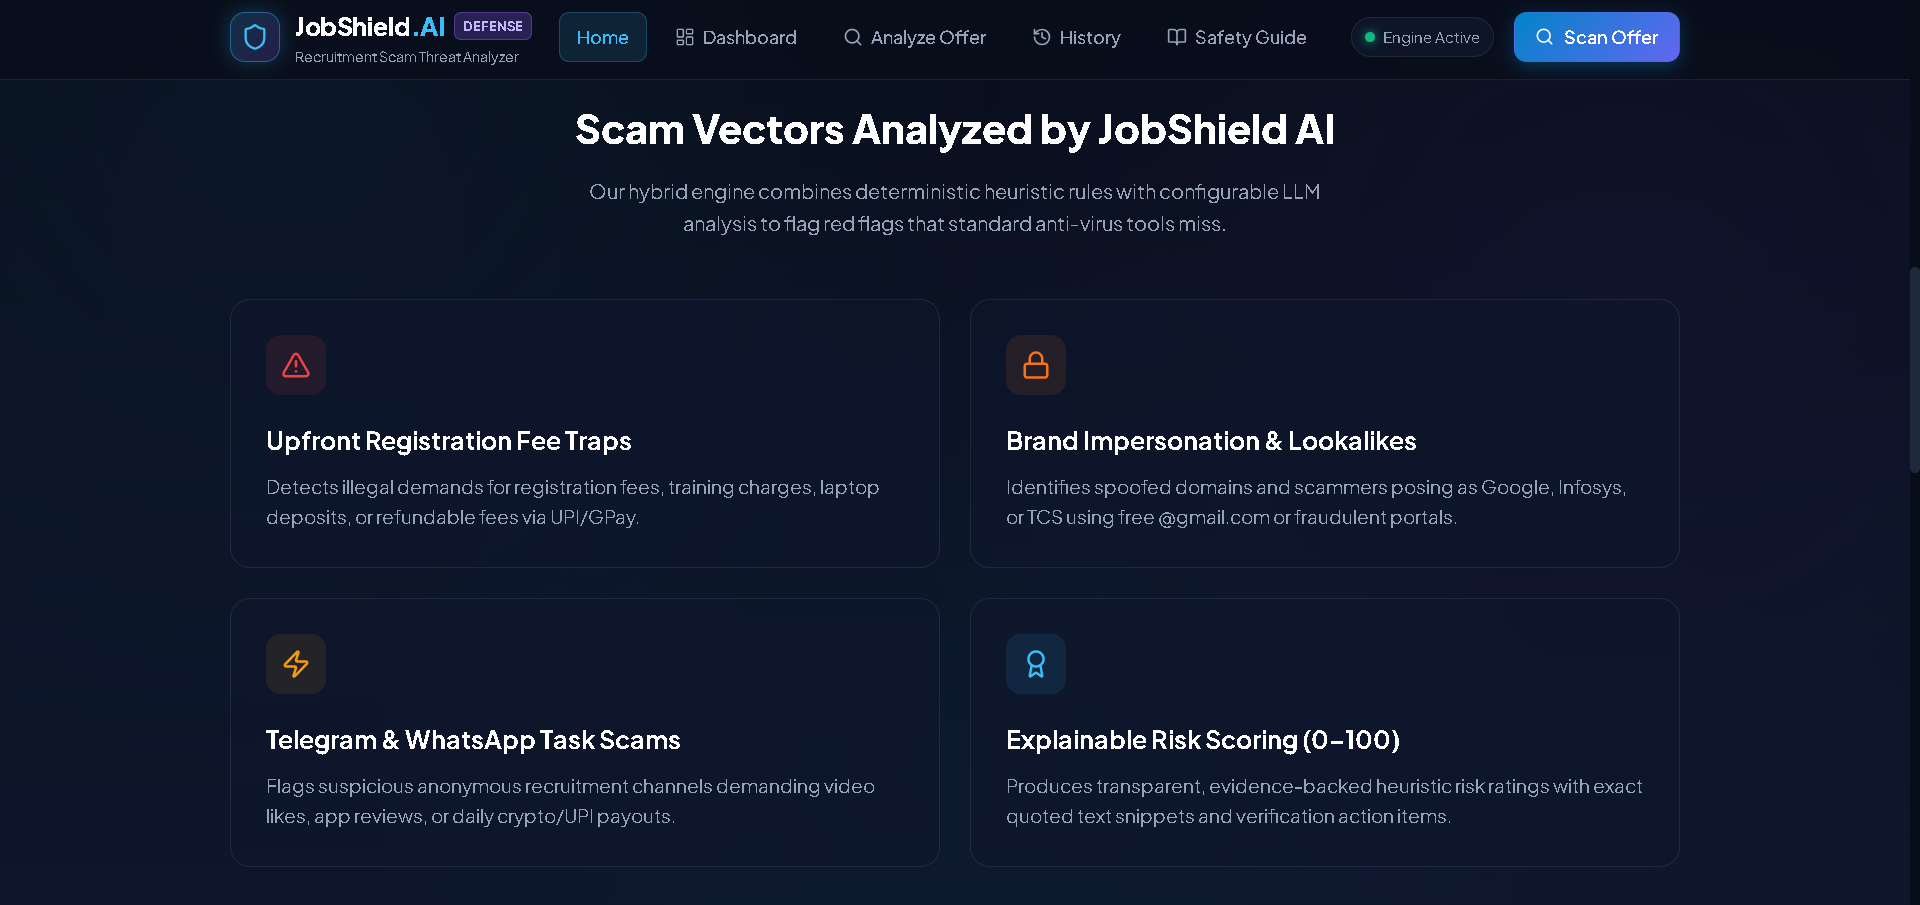 JobShield.AI DEFENSE
Recruitment Scam Threat Analyzer
Home
Dashboard
Analyze Offer
History
Safety Guide
Engine Active
Scan Offer
Scam Vectors Analyzed by JobShield AI
Our hybrid engine combines deterministic heuristic rules with configurable LLM
analysis to flag red flags that standard anti-virus tools miss.
Upfront Registration Fee Traps
Detects illegal demands for registration fees, training charges, laptop
deposits, or refundable fees via UPI/GPay.
Brand Impersonation & Lookalikes
Identifies spoofed domains and scammers posing as Google, Infosys,
or TCS using free @gmail.com or fraudulent portals.
Telegram & WhatsApp Task Scams
Flags suspicious anonymous recruitment channels demanding video
likes, app reviews, or daily crypto/UPI payouts.
Explainable Risk Scoring (0–100)
Produces transparent, evidence-backed heuristic risk ratings with exact
quoted text snippets and verification action items.